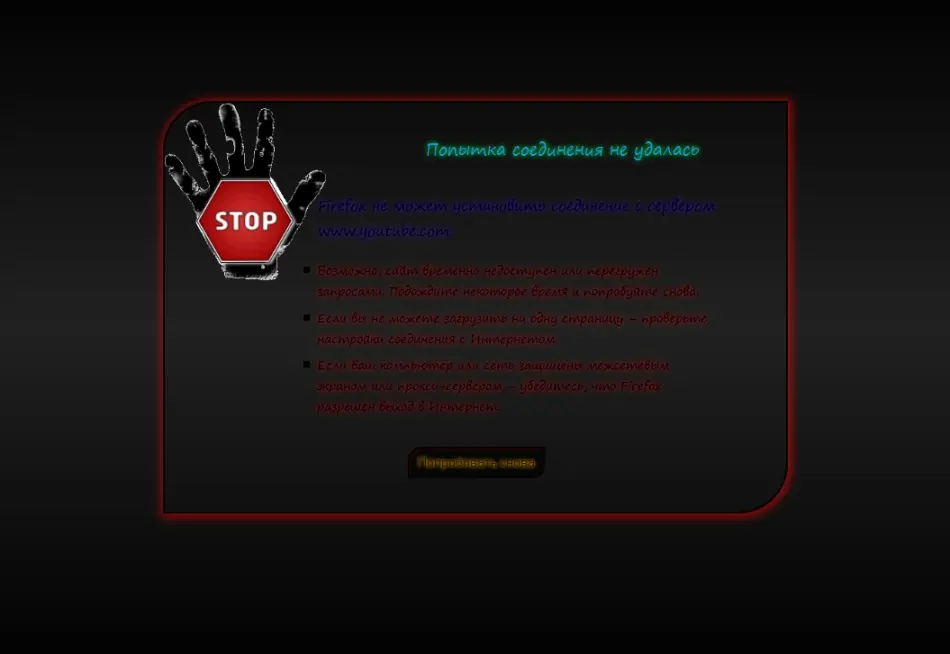 Попытка соединения не удалась
STOP
Firefox не может установить соединение с сервером
www.youtube.com.
Возможно, сайт временно недоступен или перегружен
запросами. Подождите некоторое время и попробуйте снова.
Если вы не можете загрузить ни одну страницу – проверьте
настройки соединения с Интернетом.
Если ваш компьютер или сеть защищены межсетевым
экраном или прокси-сервером – убедитесь, что Firefox
разрешён выход в Интернет.
Попробовать снова